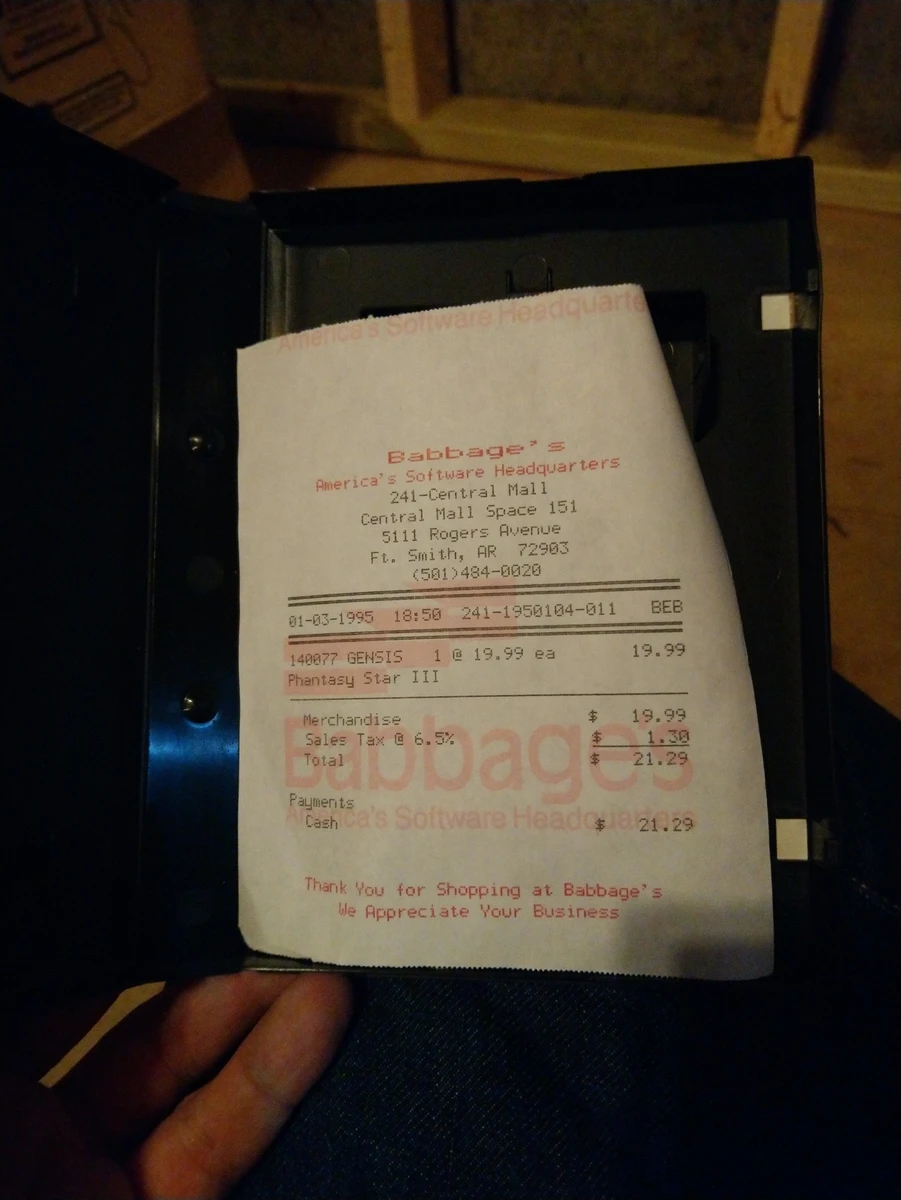 America's Software Headquarte
Babbage's
America's Software Headquarters
241-Central Mall
Central Mall Space 151
5111 Rogers Avenue
Ft. Smith, AR 72903
(501)484-0020
01-03-1995 18:50 241-1950104-011 BEB
140077 GENSIS 1 @ 19.99 ea 19.99
Phantasy Star III
Merchandise $ 19.99
Sales Tax @ 6.5% $ 1.30
Total $ 21.29
Babbage's
America's Software Headquarters
Payments
Cash $ 21.29
Thank You for Shopping at Babbage's
We Appreciate Your Business